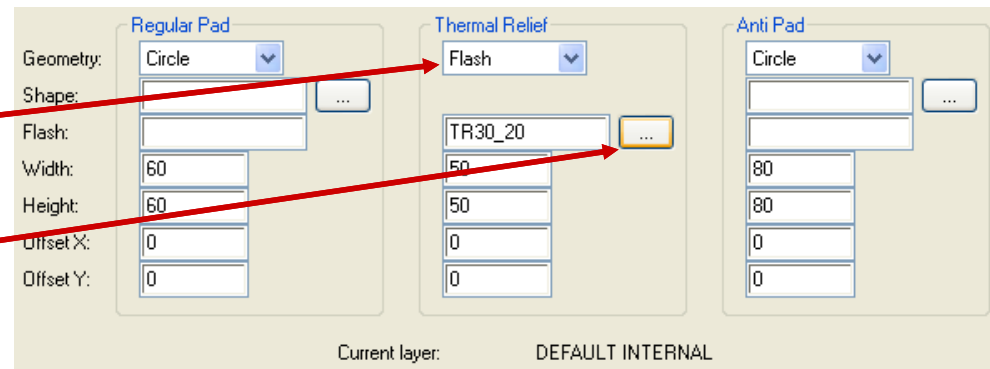 Regular Pad Thermal Relief Anti Pad
Geometry: Circle Flash Circle
Shape: ... ...
Flash: TR30_20 ...
Width: 60 50 80
Height: 60 50 80
Offset X: 0 0 0
Offset Y: 0 0 0
Current layer: DEFAULT INTERNAL